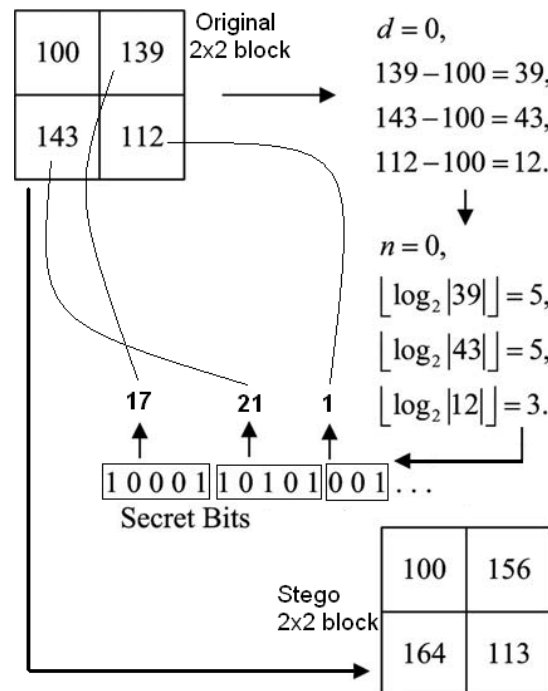 Original
2x2 block
100 139
143 112
d = 0,
139 − 100 = 39,
143 − 100 = 43,
112 − 100 = 12.
n = 0,
⌊log₂ |39|⌋ = 5,
⌊log₂ |43|⌋ = 5,
⌊log₂ |12|⌋ = 3.
17 21 1
1 0 0 0 1 1 0 1 0 1 0 0 1 ...
Secret Bits
Stego
2x2 block
100 156
164 113